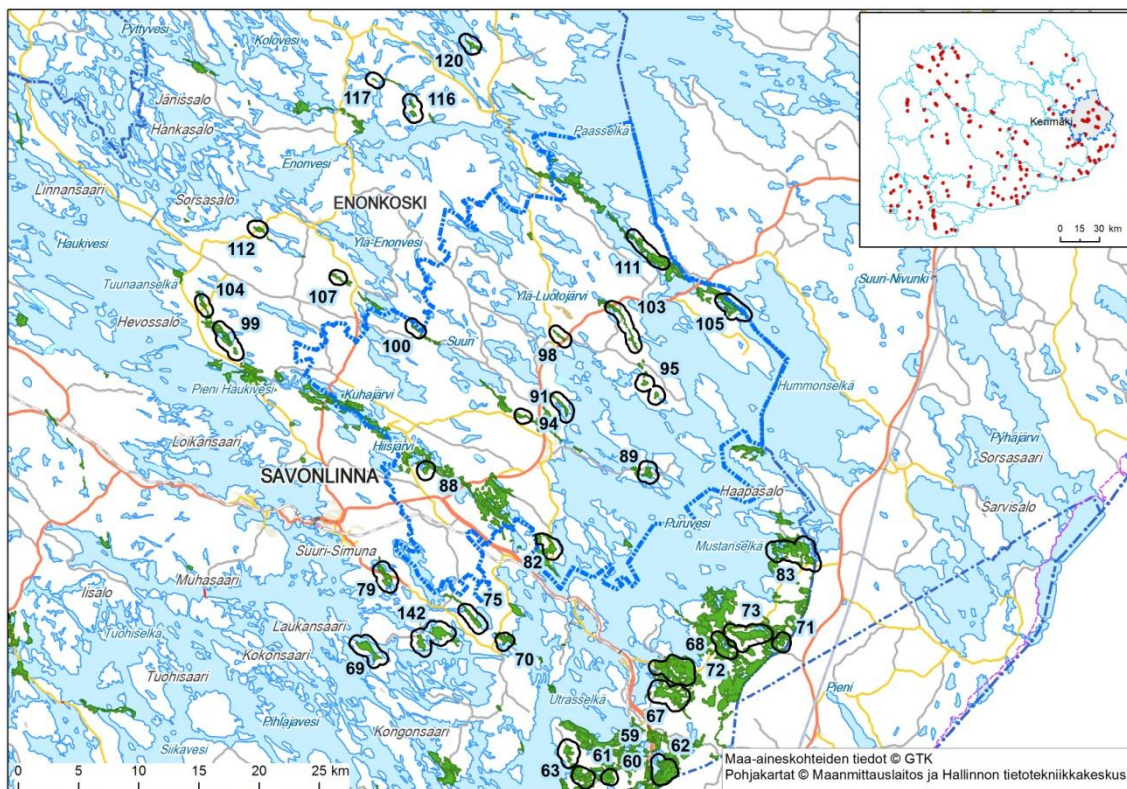 Pyttyvesi
Kolovesi
120
117
116
Jänissalo
Hankasalo
Paasselkä
Kerimäki
0 15 30 km
Enonvesi
Linnansaari
Sorsasalo
ENONKOSKI
Haukivesi
112
Ylä-Enonvesi
111
Suuri-Nivunki
Tuunaanselkä
107
Ylä-Luotojärvi
104
103
105
Hevossalo
99
100
Suuri
98
95
Pieni Haukivesi
Kuhajärvi
91
94
Hummonselkä
Loikansaari
Hiisjärvi
Pyhäjärvi
Sorsasaari
89
SAVONLINNA
88
Haapasalo
Sarvisalo
Puruvesi
Suuri-Simuna
82
Mustanselkä
83
Muhasaari
79
Iisalo
75
142
73
71
Laukansaari
68
Tuohiselkä
Kokonsaari
69
70
72
Tuohisaari
Utrasselkä
67
Pieni
Pihlajavesi
59
62
Siikavesi
Kongonsaari
61
60
63
Maa-aineskohteiden tiedot © GTK
Pohjakartat © Maanmittauslaitos ja Hallinnon tietotekniikkakeskus
0 5 10 15 20 25 km